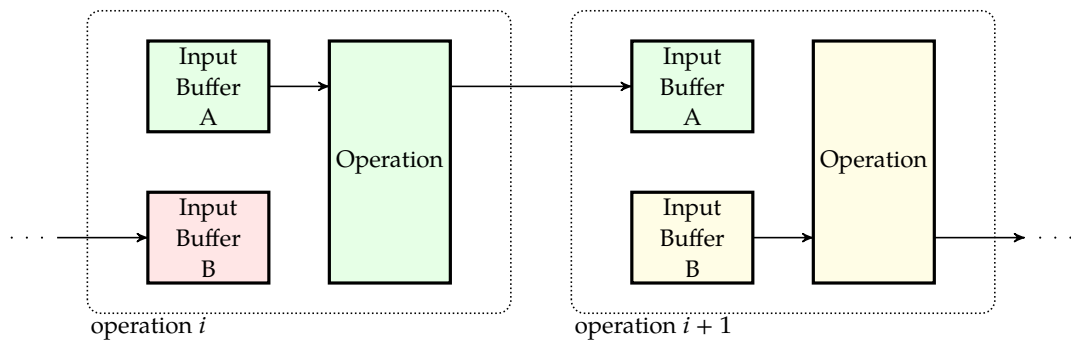 Input
Buffer
A
Operation
Input
Buffer
B
. . .
operation i
Input
Buffer
A
Operation
Input
Buffer
B
. . .
operation i + 1